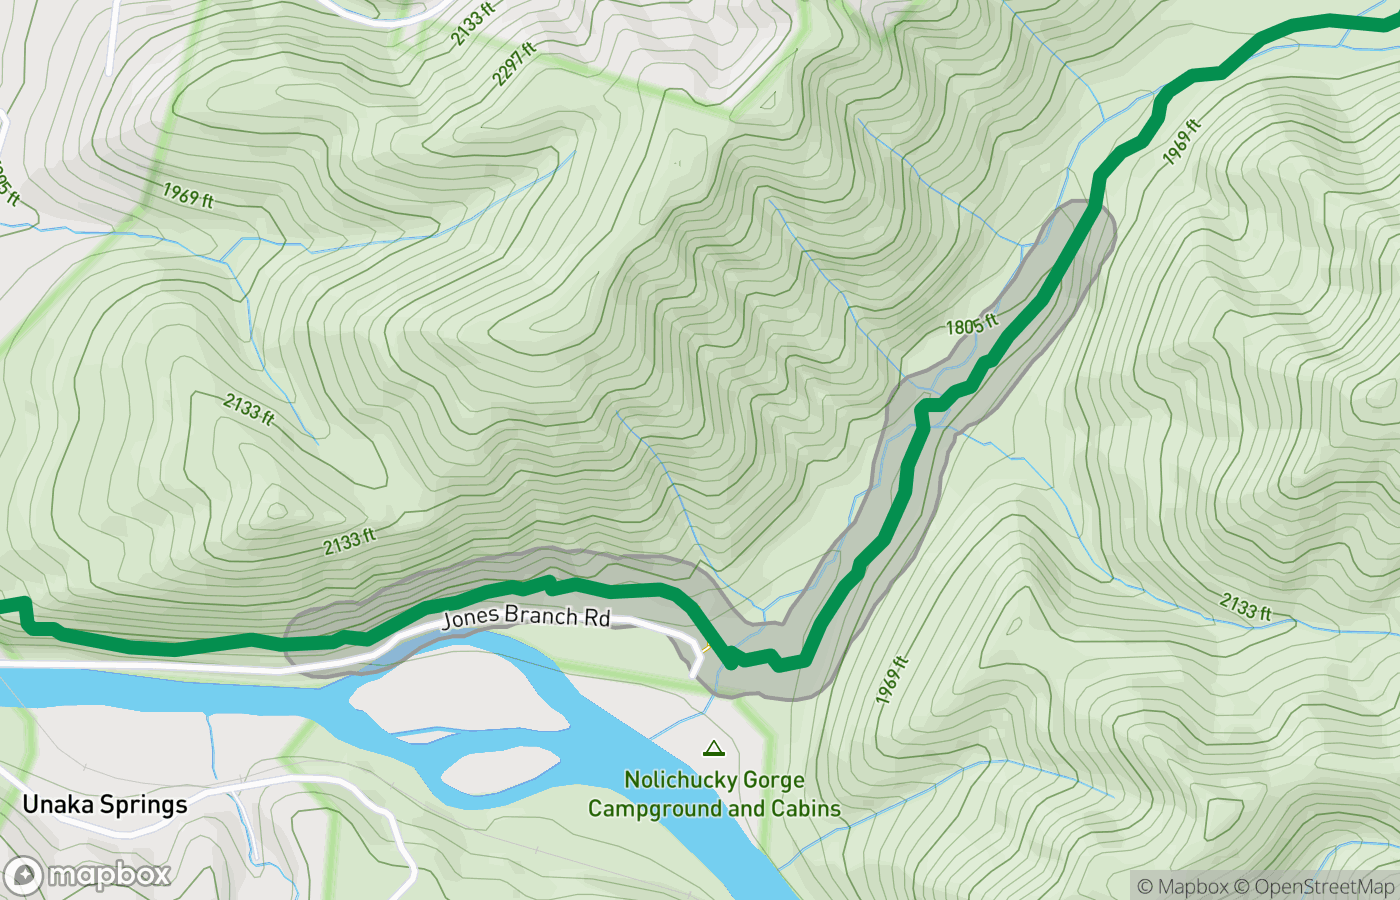 2133 ft
2297 ft
1969 ft
1969 ft
1805 ft
2133 ft
2133 ft
Jones Branch Rd
2133 ft
1969 ft
Nolichucky Gorge
Campground and Cabins
Unaka Springs
mapbox
© Mapbox © OpenStreetMap